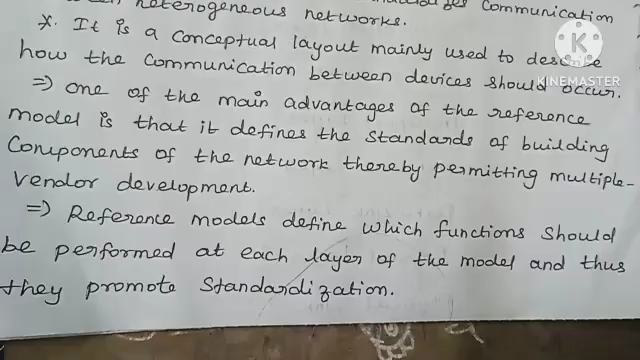 heterogeneous networks. Communication
*. It is a conceptual layout mainly used to describe
how the communication between devices should occur.
⇒ One of the main advantages of the reference
model is that it defines the standards of building
components of the network thereby permitting multiple-
vendor development.
⇒ Reference models define which functions should
be performed at each layer of the model and thus
they promote standardization.
KINEMASTER